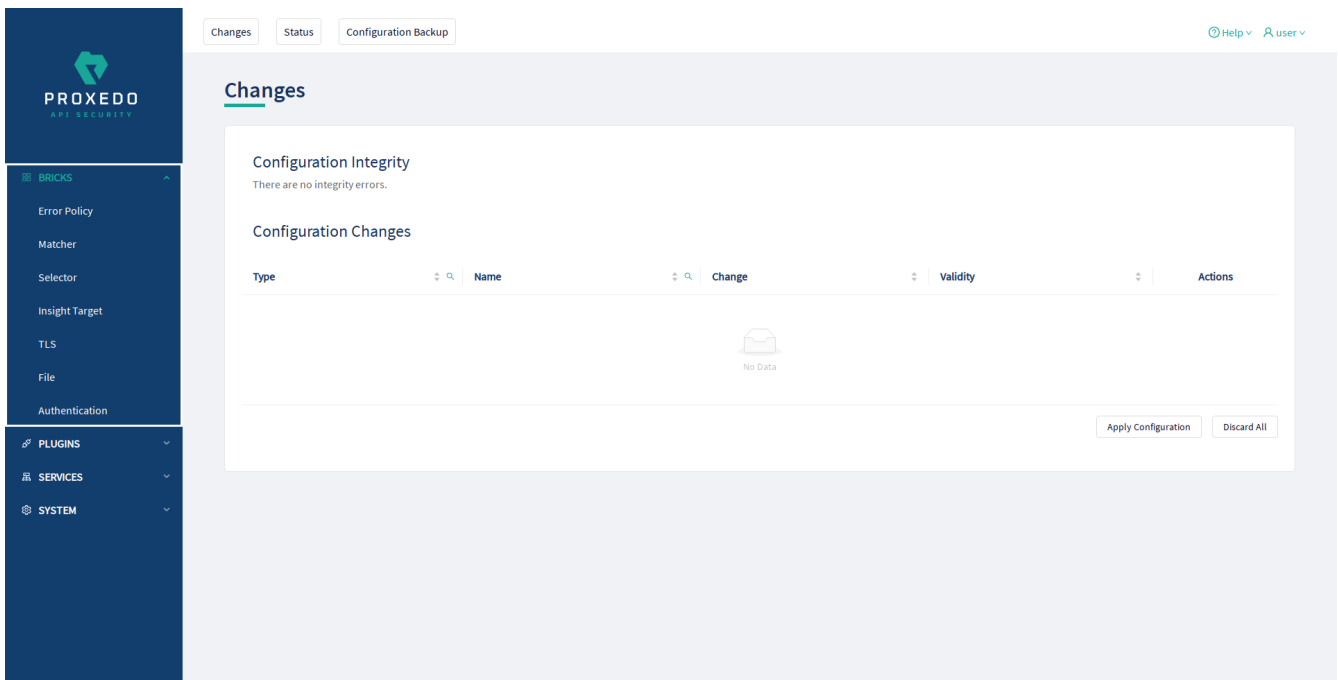 Changes Status Configuration Backup Help user
PROXEDO
API SECURITY
Changes
Configuration Integrity
There are no integrity errors.
Configuration Changes
Type Name Change Validity Actions
No Data
Apply Configuration Discard All
BRICKS
Error Policy
Matcher
Selector
Insight Target
TLS
File
Authentication
PLUGINS
SERVICES
SYSTEM